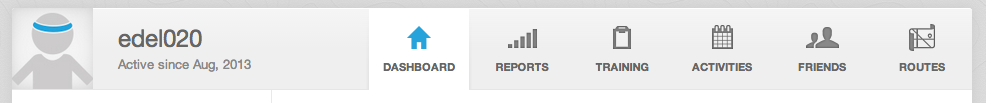 edel020
Active since Aug, 2013
DASHBOARD
REPORTS
TRAINING
ACTIVITIES
FRIENDS
ROUTES